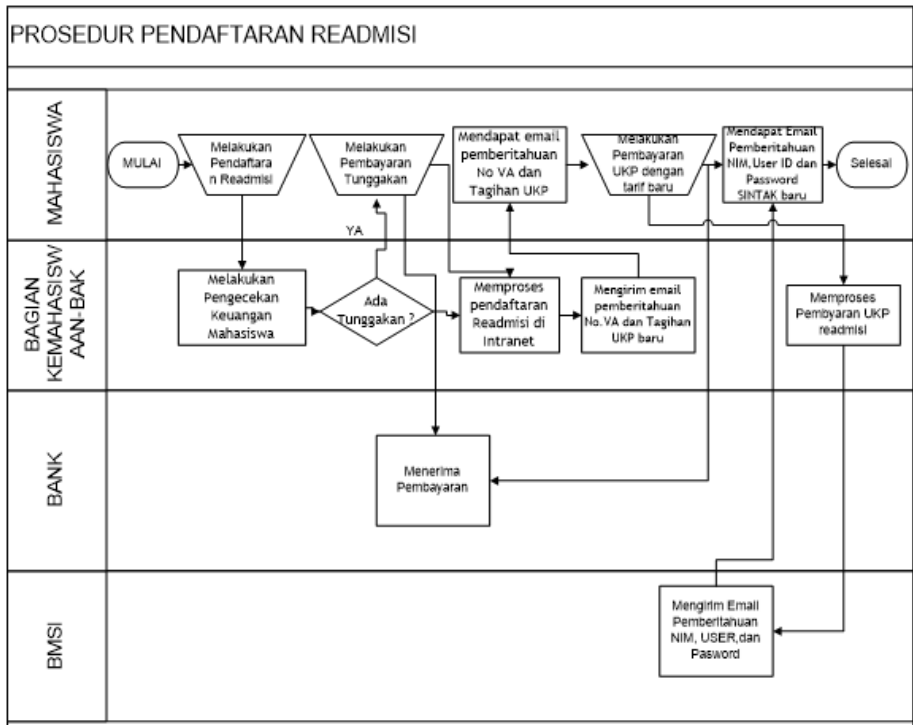 PROSEDUR PENDAFTARAN READMISI
MAHASISWA
MULAI
Melakukan
Pendaftara
n Readmisi
Melakukan
Pembayaran
Tunggakan
Mendapat email
pemberitahuan
No VA dan
Tagihan UKP
Melakukan
Pembayaran
UKP dengan
tarif baru
Mendapat Email
Pemberitahuan
NIM,User ID dan
Password
SINTAK baru
Selesai
YA
BAGIAN
KEMAHASISW
AAN-BAK
Melakukan
Pengecekan
Keuangan
Mahasiswa
Ada
Tunggakan ?
Memproses
pendaftaran
Readmisi di
Intranet
Mengirim email
pemberitahuan
No.VA dan Tagihan
UKP baru
Memproses
Pembyaran UKP
readmisi
BANK
Menerima
Pembayaran
BMSI
Mengirim Email
Pemberitahuan
NIM, USER,dan
Pasword